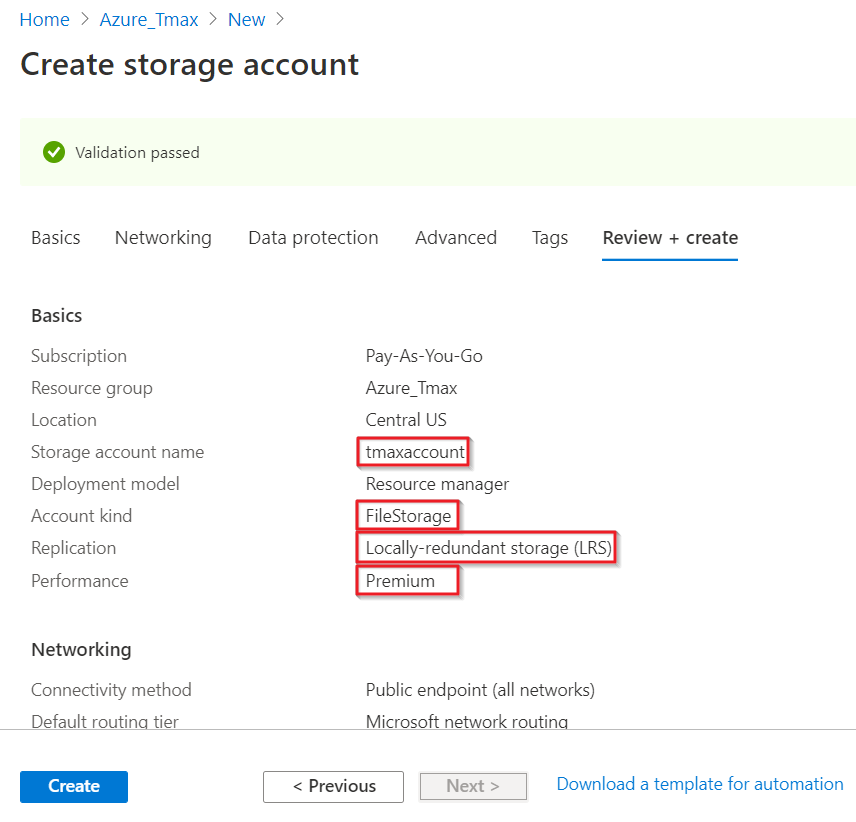 Home > Azure_Tmax > New >
Create storage account
Validation passed
Basics Networking Data protection Advanced Tags Review + create
Basics
Subscription Pay-As-You-Go
Resource group Azure_Tmax
Location Central US
Storage account name tmaxaccount
Deployment model Resource manager
Account kind FileStorage
Replication Locally-redundant storage (LRS)
Performance Premium
Networking
Connectivity method Public endpoint (all networks)
Default routing tier Microsoft network routing
Create < Previous Next > Download a template for automation